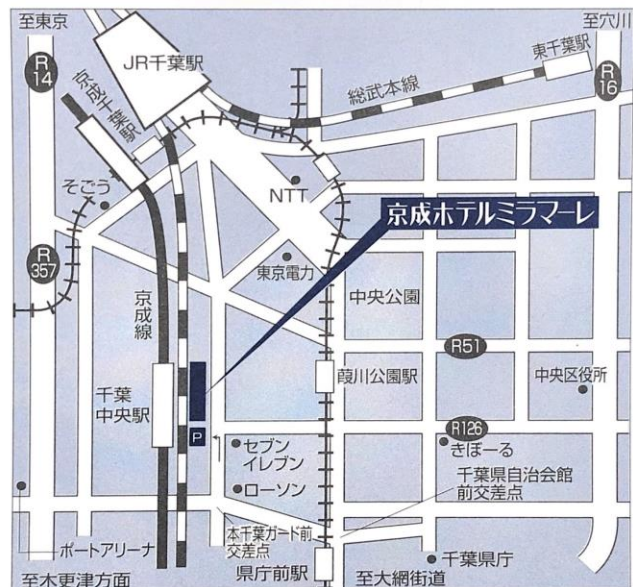 至東京
至穴川
R
14
JR千葉駅
東千葉駅
R
16
総武本線
京成千葉駅
そごう
NTT
京成ホテルミラマーレ
R
357
東京電力
中央公園
京成線
R51
千葉
中央駅
葭川公園駅
中央区役所
P
R126
セブン
イレブン
きぼーる
ローソン
千葉県自治会館
前交差点
ポートアリーナ
本千葉ガード前
交差点
千葉県庁
至木更津方面
県庁前駅
至大網街道